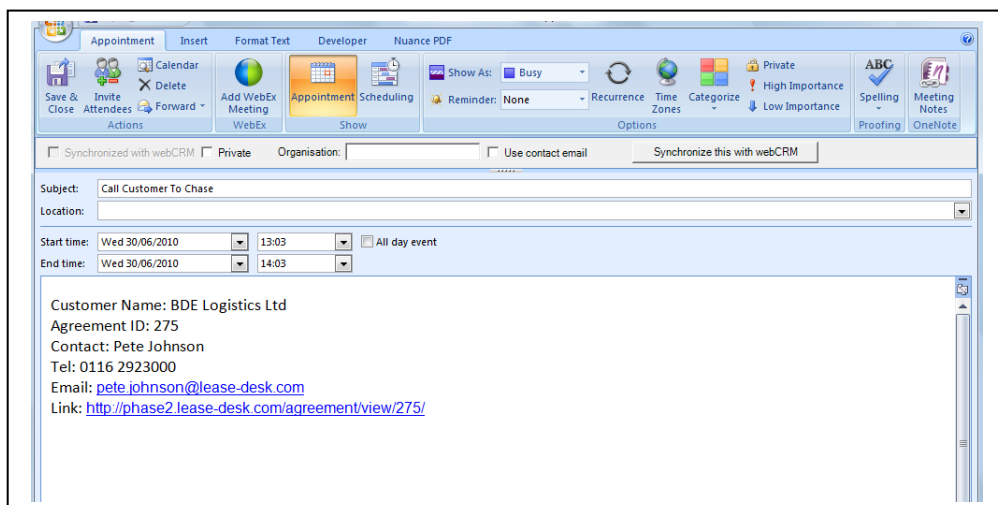 Appointment Insert Format Text Developer Nuance PDF
Save & Close
Invite Attendees
Calendar
Delete
Forward
Actions
Add WebEx Meeting
WebEx
Appointment Scheduling
Show
Show As: Busy
Reminder: None
Recurrence
Time Zones
Categorize
Private
High Importance
Low Importance
Options
ABC
Spelling
Proofing
Meeting Notes
OneNote
Synchronized with webCRM Private Organisation: Use contact email Synchronize this with webCRM
Subject: Call Customer To Chase
Location:
Start time: Wed 30/06/2010 13:03 All day event
End time: Wed 30/06/2010 14:03
Customer Name: BDE Logistics Ltd
Agreement ID: 275
Contact: Pete Johnson
Tel: 0116 2923000
Email: pete.johnson@lease-desk.com
Link: http://phase2.lease-desk.com/agreement/view/275/